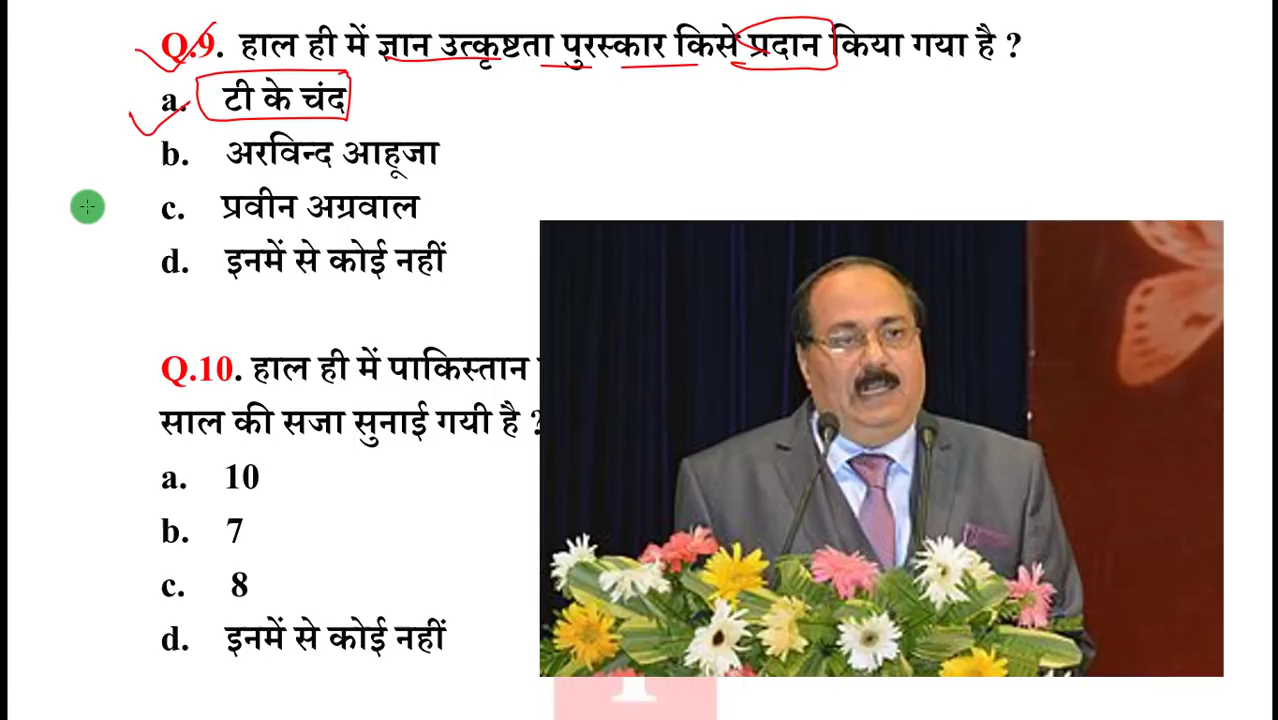 Q.9. हाल ही में ज्ञान उत्कृष्टता पुरस्कार किसे प्रदान किया गया है ?
a. टी के चंद
b. अरविन्द आहूजा
c. प्रवीन अग्रवाल
d. इनमें से कोई नहीं
Q.10. हाल ही में पाकिस्तान
साल की सजा सुनाई गयी है ?
a. 10
b. 7
c. 8
d. इनमें से कोई नहीं